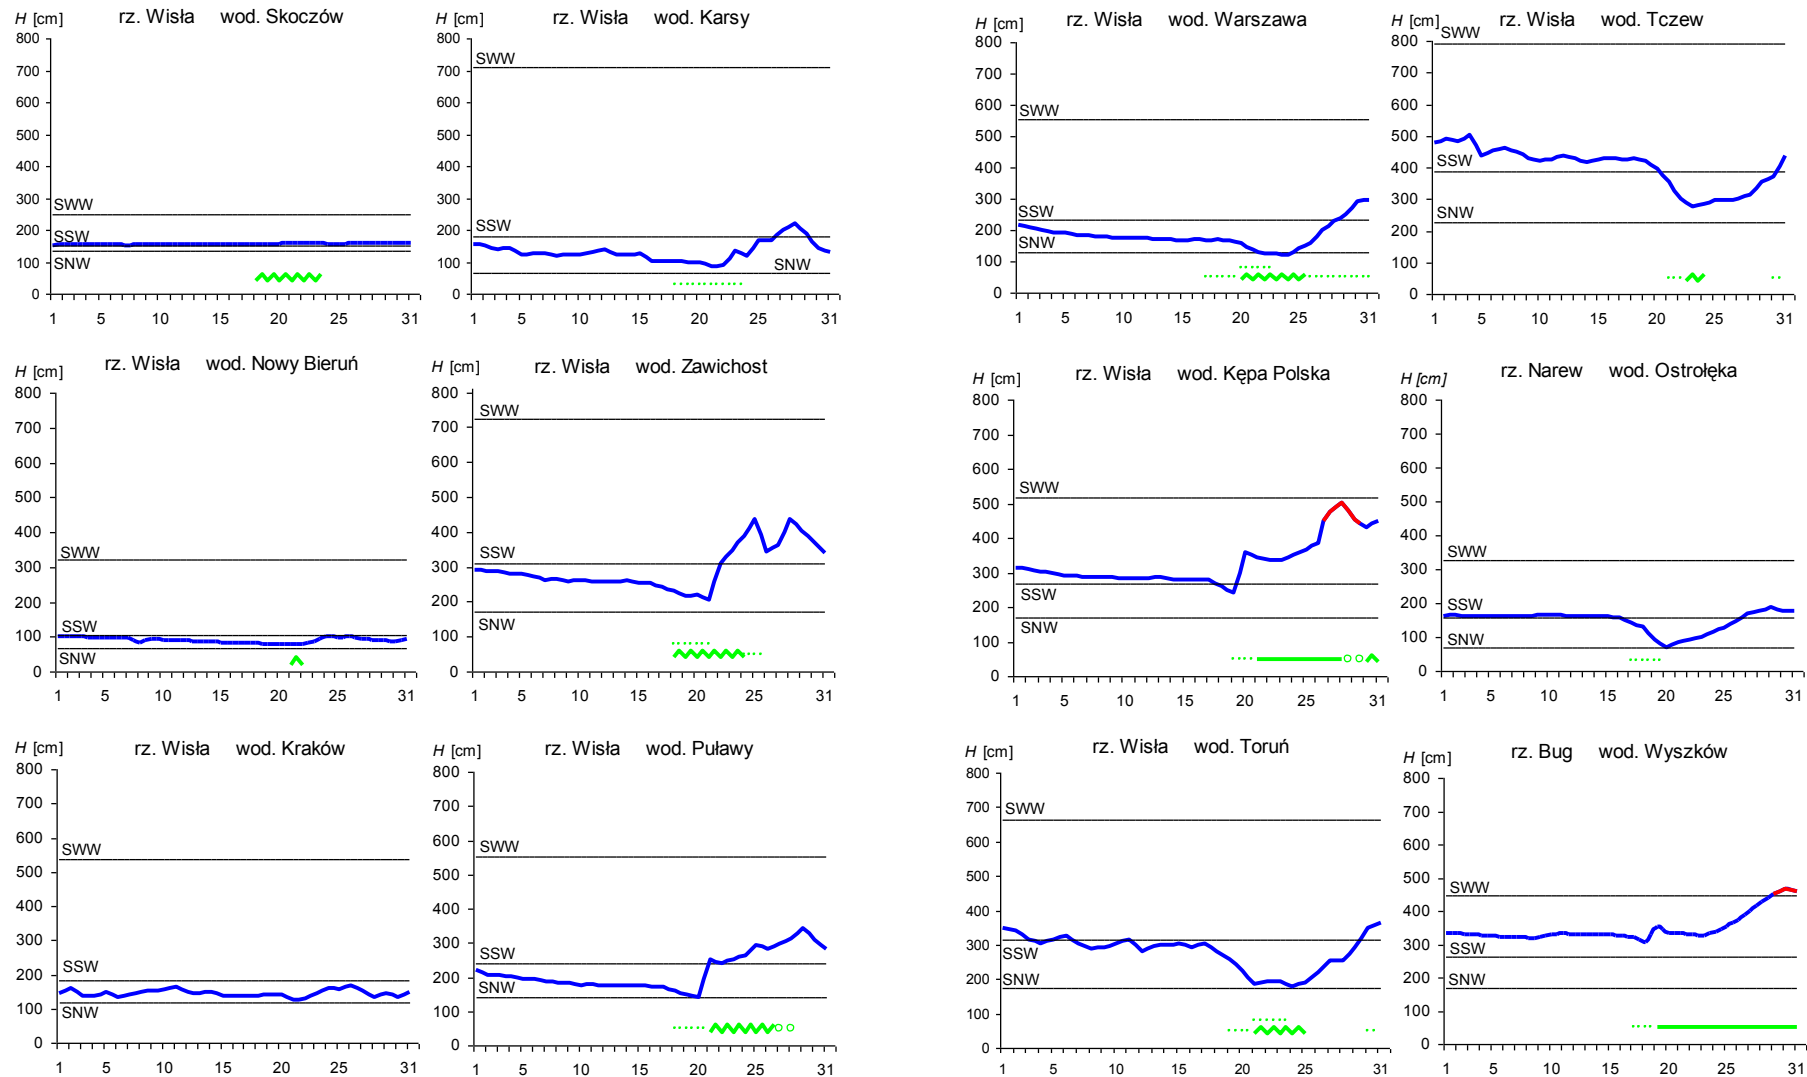 H [cm] rz. Wisła wod. Skoczów
800
700
600
500
400
300
200
100
0
SWW
SSW
SNW
1 5 10 15 20 25 31
H [cm] rz. Wisła wod. Karsy
800
700
600
500
400
300
200
100
0
SWW
SSW
SNW
1 5 10 15 20 25 31
H [cm] rz. Wisła wod. Warszawa
800
700
600
500
400
300
200
100
0
SWW
SSW
SNW
1 5 10 15 20 25 31
H [cm] rz. Wisła wod. Tczew
800
700
600
500
400
300
200
100
0
SWW
SSW
SNW
1 5 10 15 20 25 31
H [cm] rz. Wisła wod. Nowy Bieruń
800
700
600
500
400
300
200
100
0
SWW
SSW
SNW
1 5 10 15 20 25 31
H [cm] rz. Wisła wod. Zawichost
800
700
600
500
400
300
200
100
0
SWW
SSW
SNW
1 5 10 15 20 25 31
H [cm] rz. Wisła wod. Kępa Polska
800
700
600
500
400
300
200
100
0
SWW
SSW
SNW
1 5 10 15 20 25 31
H [cm] rz. Narew wod. Ostrołęka
800
700
600
500
400
300
200
100
0
SWW
SSW
SNW
1 5 10 15 20 25 31
H [cm] rz. Wisła wod. Kraków
800
700
600
500
400
300
200
100
0
SWW
SSW
SNW
1 5 10 15 20 25 31
H [cm] rz. Wisła wod. Puławy
800
700
600
500
400
300
200
100
0
SWW
SSW
SNW
1 5 10 15 20 25 31
H [cm] rz. Wisła wod. Toruń
800
700
600
500
400
300
200
100
0
SWW
SSW
SNW
1 5 10 15 20 25 31
H [cm] rz. Bug wod. Wyszków
800
700
600
500
400
300
200
100
0
SWW
SSW
SNW
1 5 10 15 20 25 31